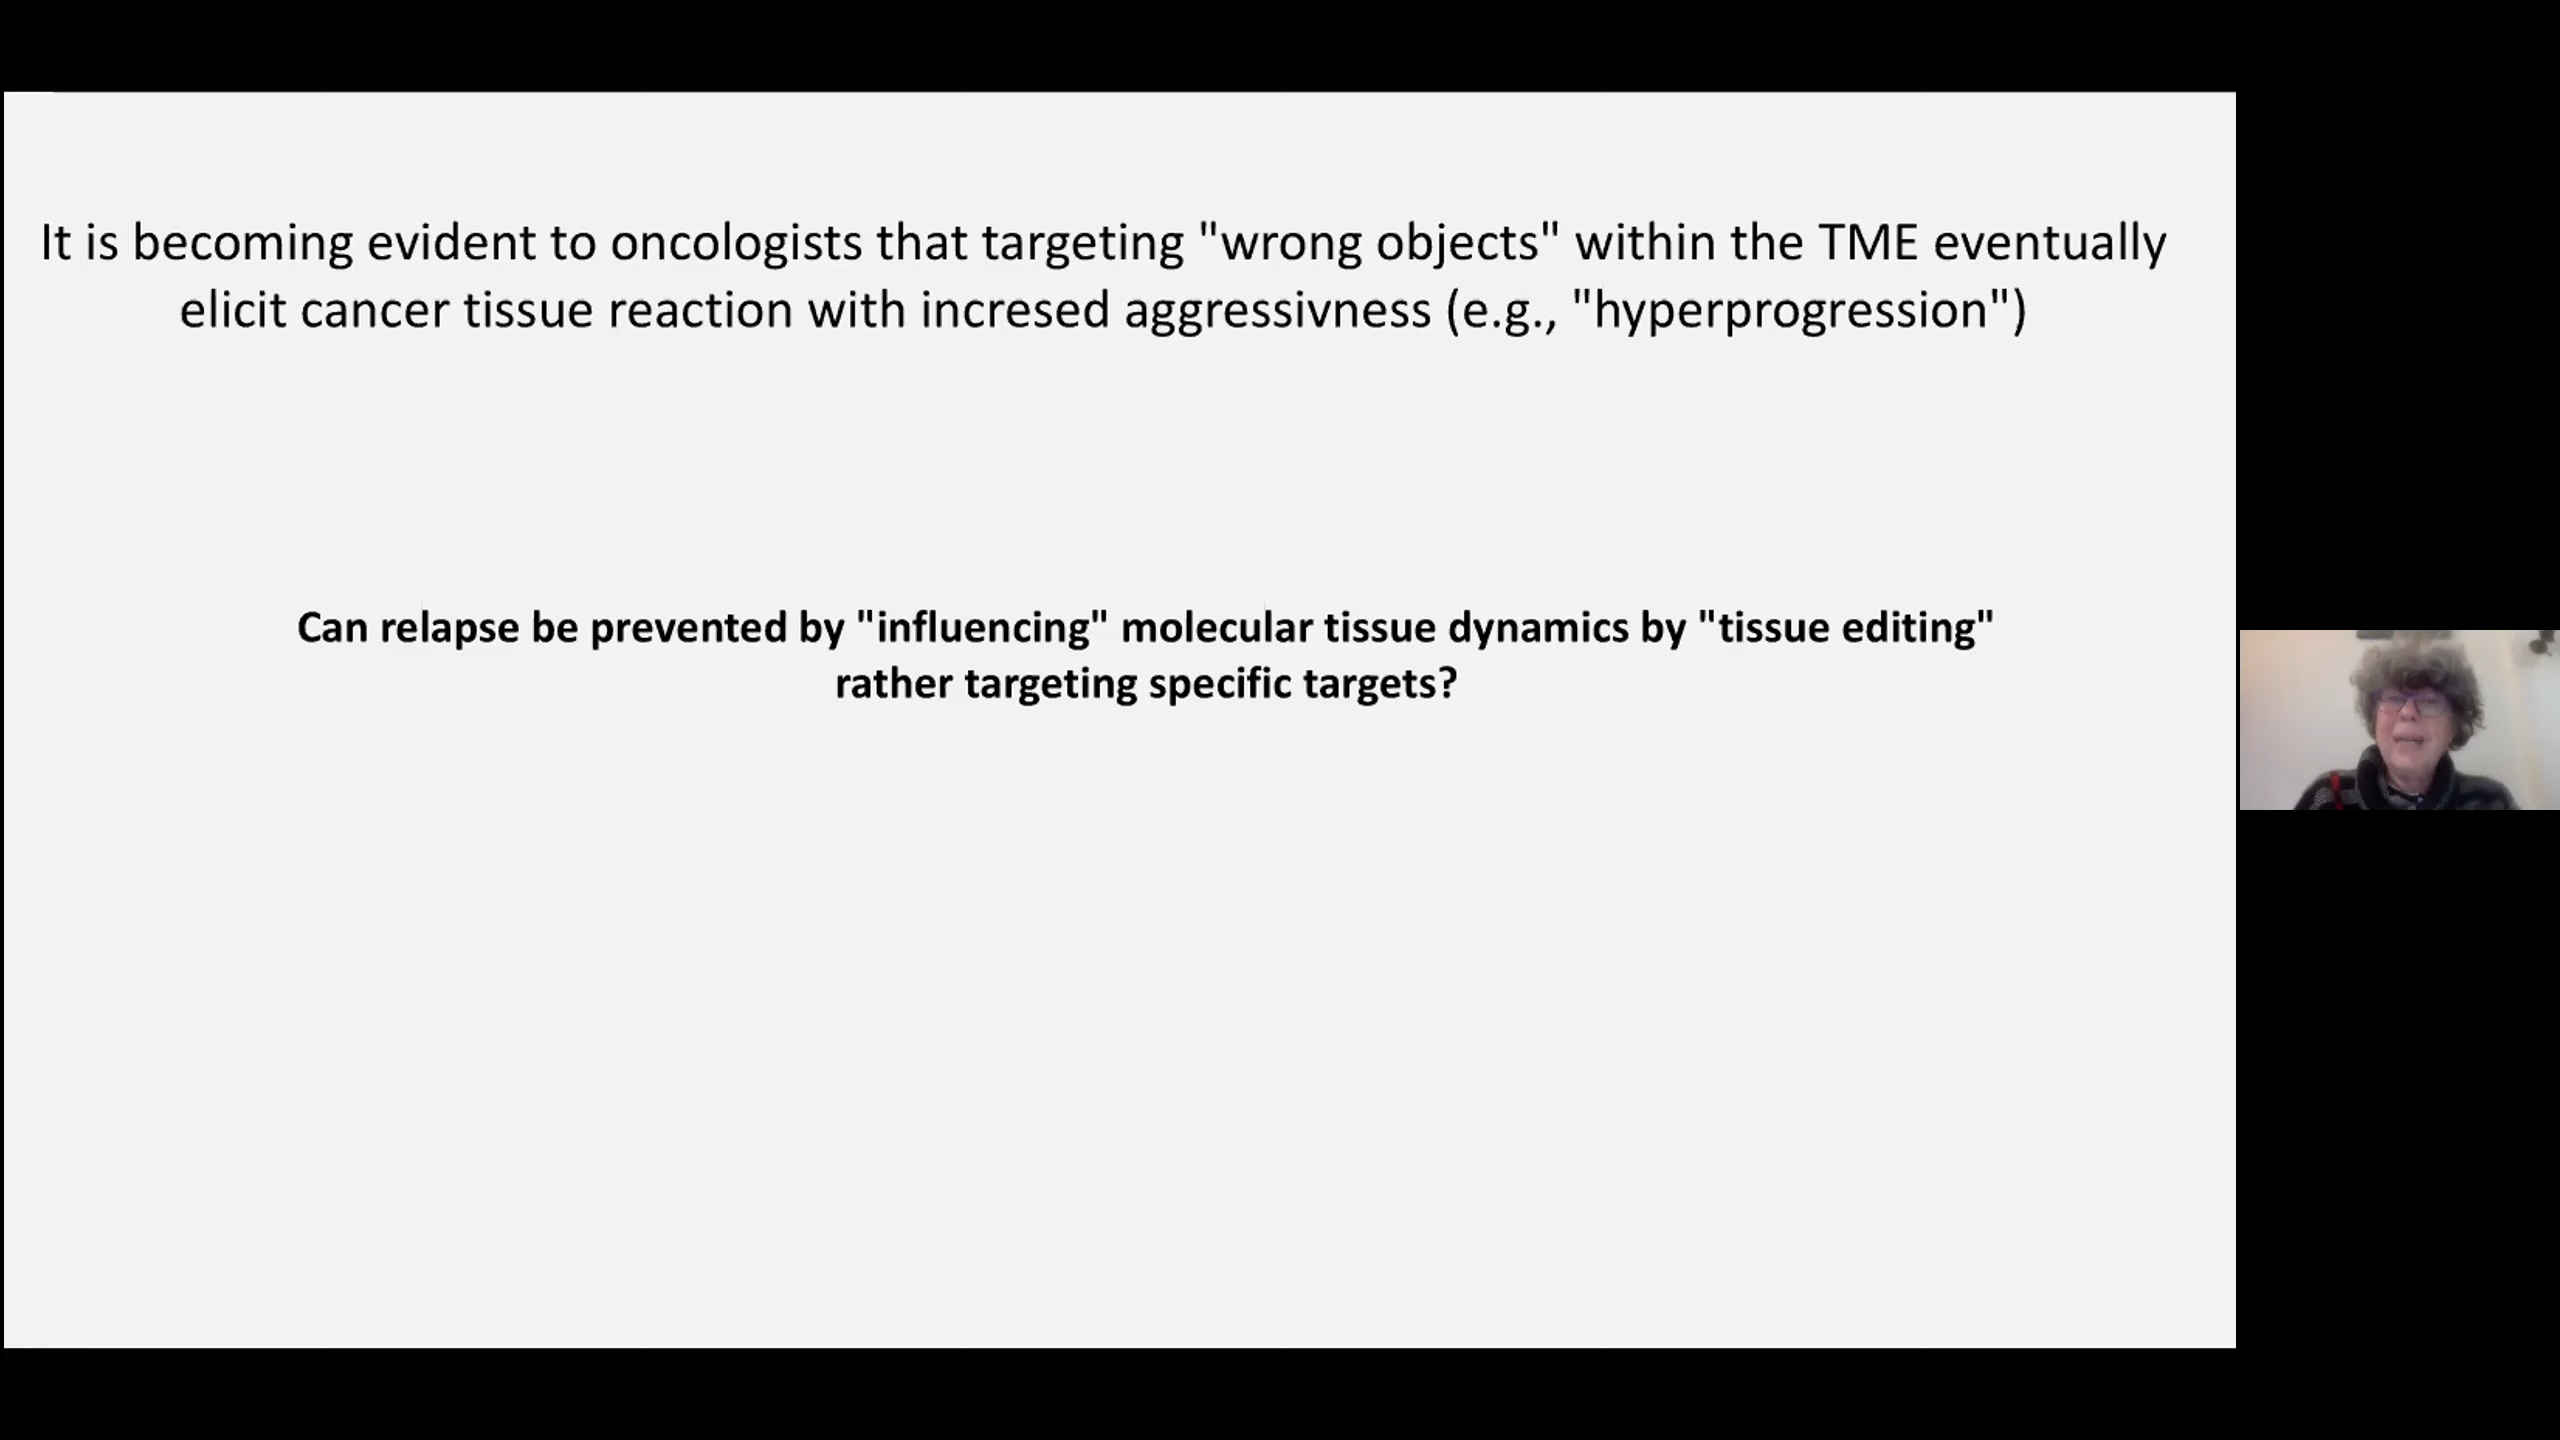 It is becoming evident to oncologists that targeting "wrong objects" within the TME eventually
elicit cancer tissue reaction with incresed aggressivness (e.g., "hyperprogression")
Can relapse be prevented by "influencing" molecular tissue dynamics by "tissue editing"
rather targeting specific targets?